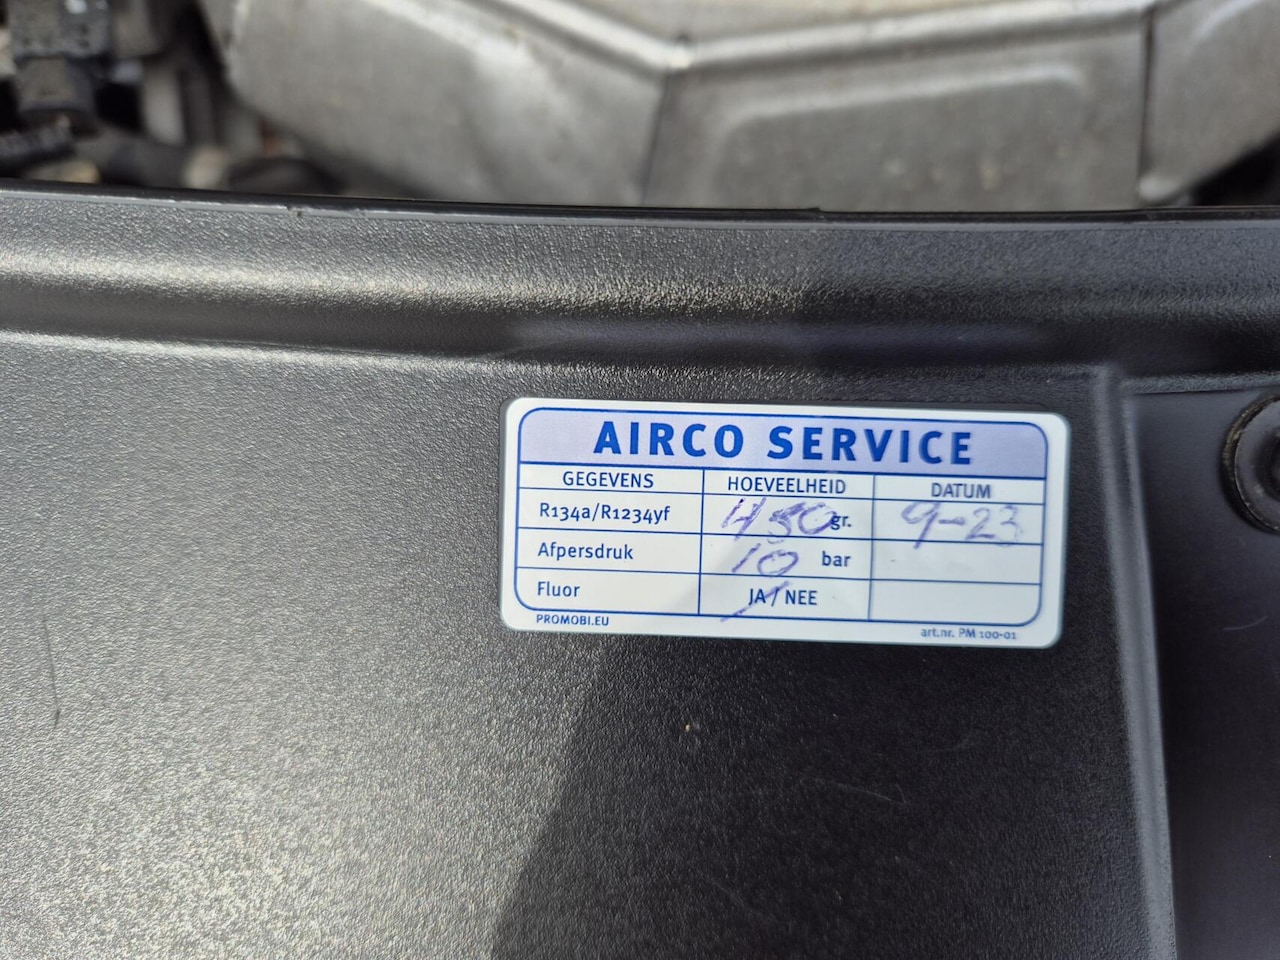 AIRCO SERVICE
GEGEVENS HOEVEELHEID DATUM
R134a/R1234yf 450 gr. 9-23
Afpersdruk 10 bar
Fluor JA / NEE
PROMOBI.EU art.nr. PM 100-01